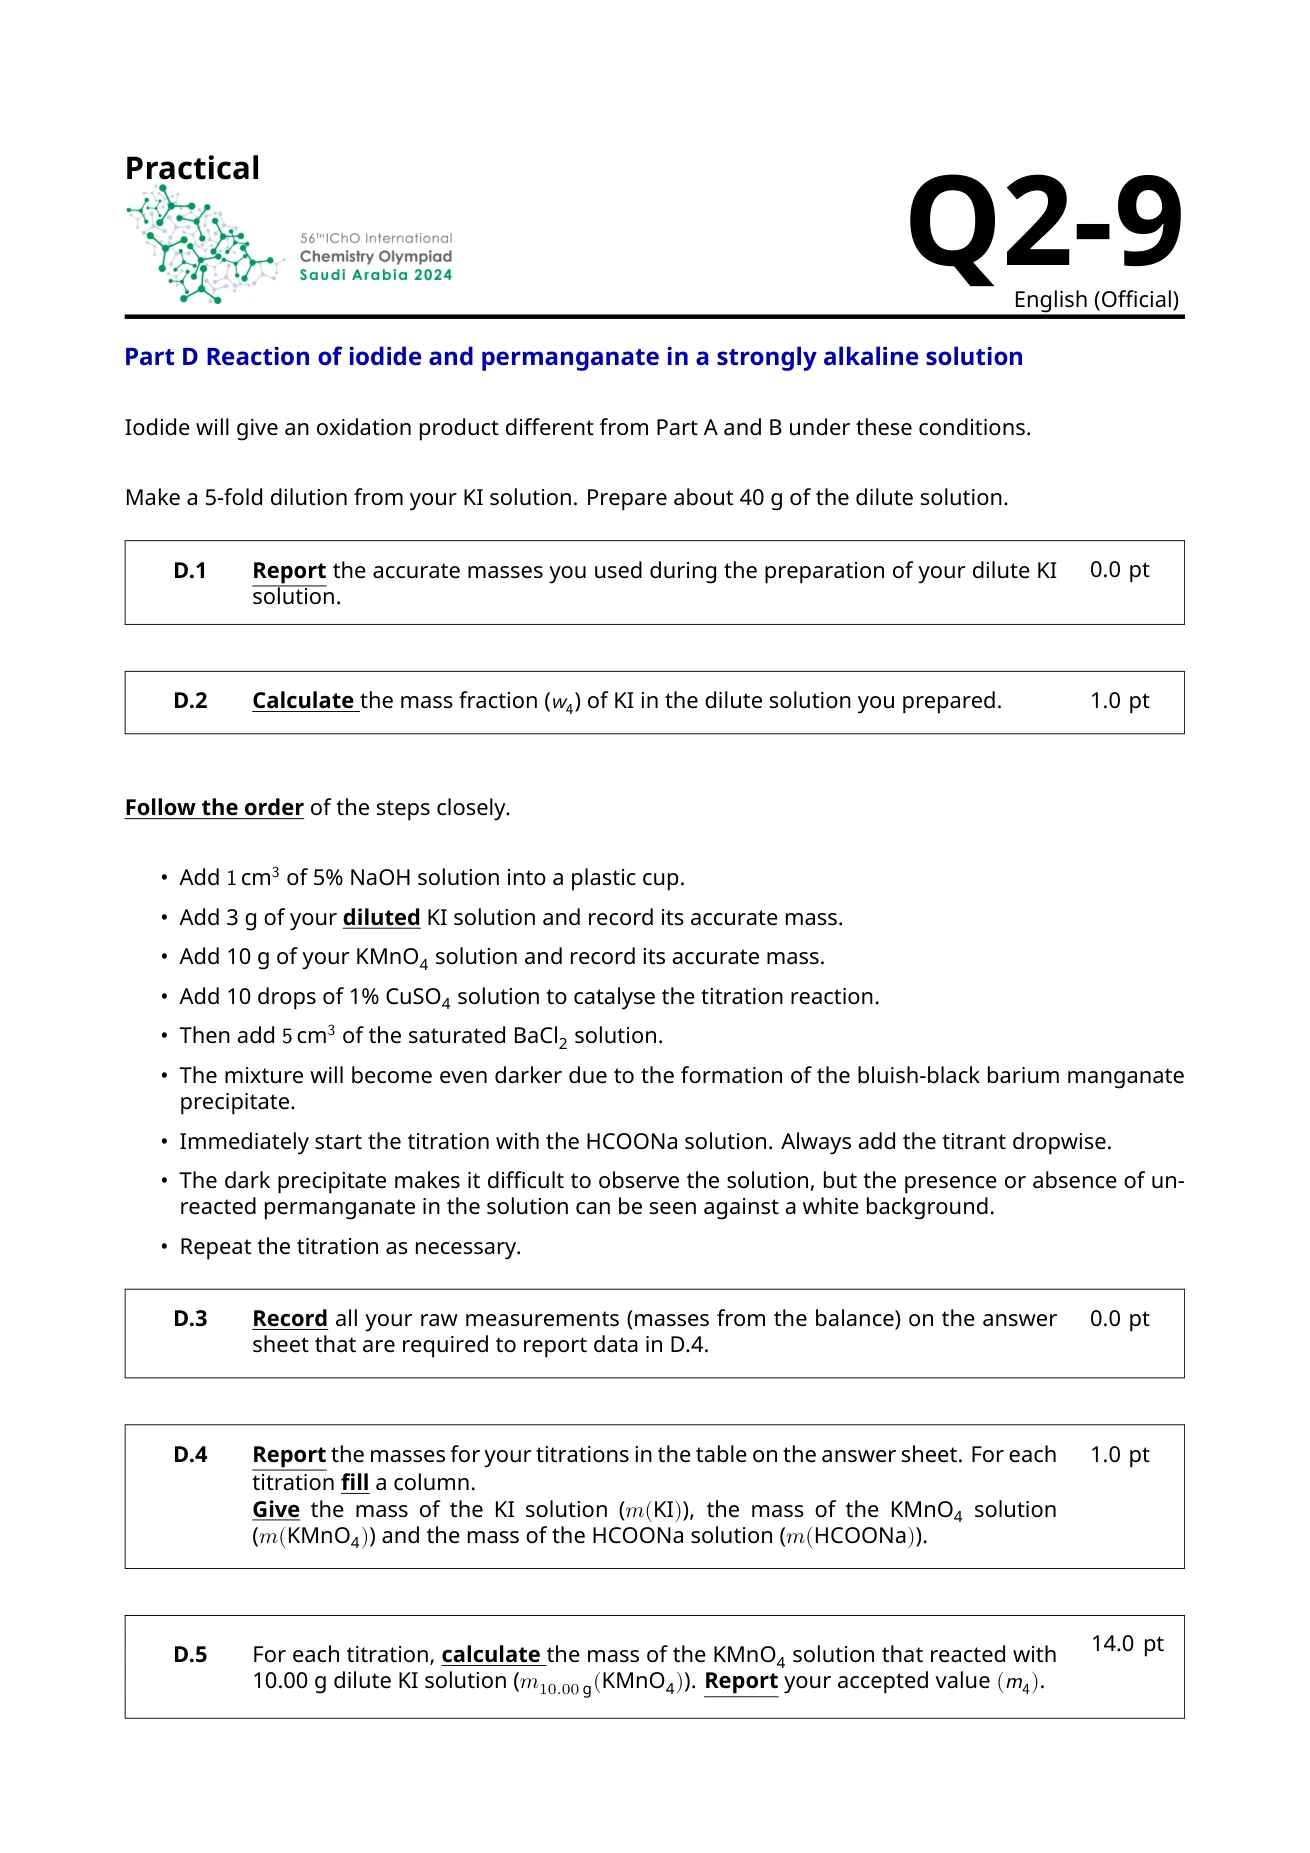 Practical
56THIChO International
Chemistry Olympiad
Saudi Arabia 2024
Q2-9
English (Official)
Part D Reaction of iodide and permanganate in a strongly alkaline solution
Iodide will give an oxidation product different from Part A and B under these conditions.
Make a 5-fold dilution from your KI solution. Prepare about 40 g of the dilute solution.
D.1 Report the accurate masses you used during the preparation of your dilute KI 0.0 pt
solution.
D.2 Calculate the mass fraction (w4) of KI in the dilute solution you prepared. 1.0 pt
Follow the order of the steps closely.
• Add 1 cm3 of 5% NaOH solution into a plastic cup.
• Add 3 g of your diluted KI solution and record its accurate mass.
• Add 10 g of your KMnO4 solution and record its accurate mass.
• Add 10 drops of 1% CuSO4 solution to catalyse the titration reaction.
• Then add 5 cm3 of the saturated BaCl2 solution.
• The mixture will become even darker due to the formation of the bluish-black barium manganate
precipitate.
• Immediately start the titration with the HCOONa solution. Always add the titrant dropwise.
• The dark precipitate makes it difficult to observe the solution, but the presence or absence of un-
reacted permanganate in the solution can be seen against a white background.
• Repeat the titration as necessary.
D.3 Record all your raw measurements (masses from the balance) on the answer 0.0 pt
sheet that are required to report data in D.4.
D.4 Report the masses for your titrations in the table on the answer sheet. For each 1.0 pt
titration fill a column.
Give the mass of the KI solution (m(KI)), the mass of the KMnO4 solution
(m(KMnO4)) and the mass of the HCOONa solution (m(HCOONa)).
D.5 For each titration, calculate the mass of the KMnO4 solution that reacted with 14.0 pt
10.00 g dilute KI solution (m10.00 g(KMnO4)). Report your accepted value (m4).